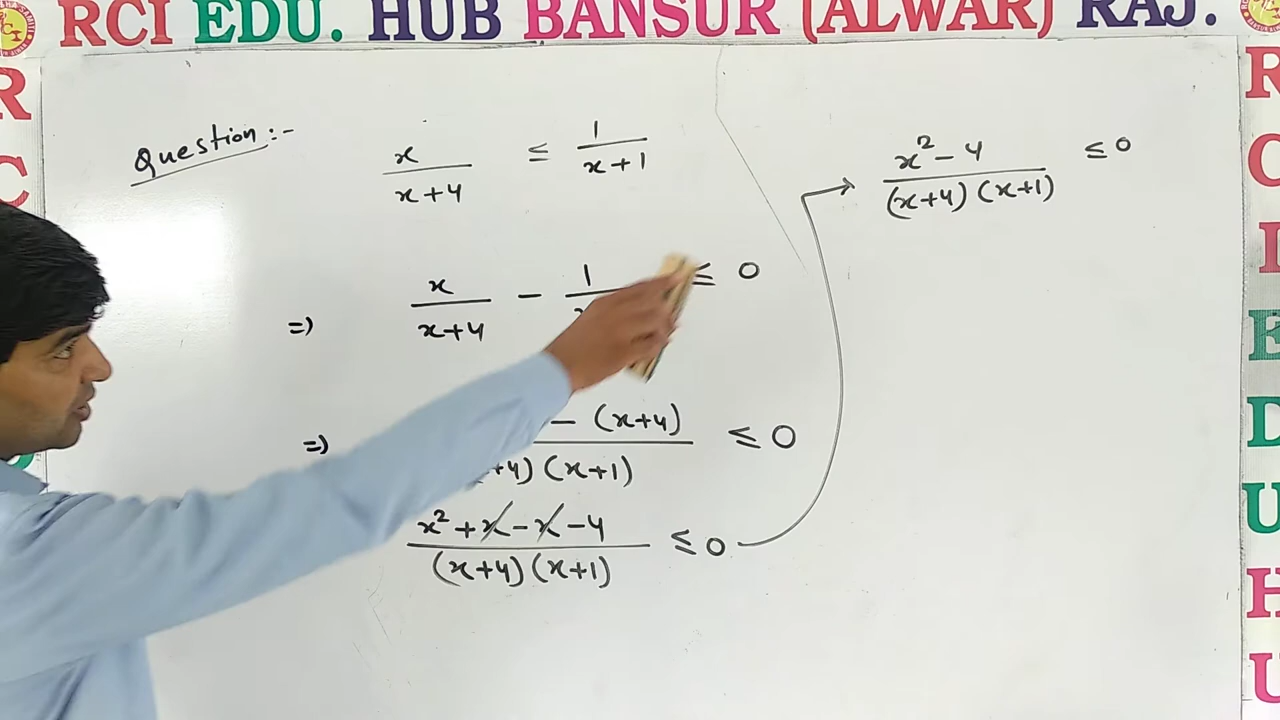 RCI EDU. HUB BANSUR (ALWAR) RAJ.
Question :-
x/(x+4) ≤ 1/(x+1)
=) x/(x+4) - 1/ ≤ 0
=) - (x+4) / +4)(x+1) ≤ 0
x² + x - x - 4 / (x+4)(x+1) ≤ 0
→ x² - 4 / (x+4)(x+1) ≤ 0
R
C
R
C
I
E
D
U
H
U